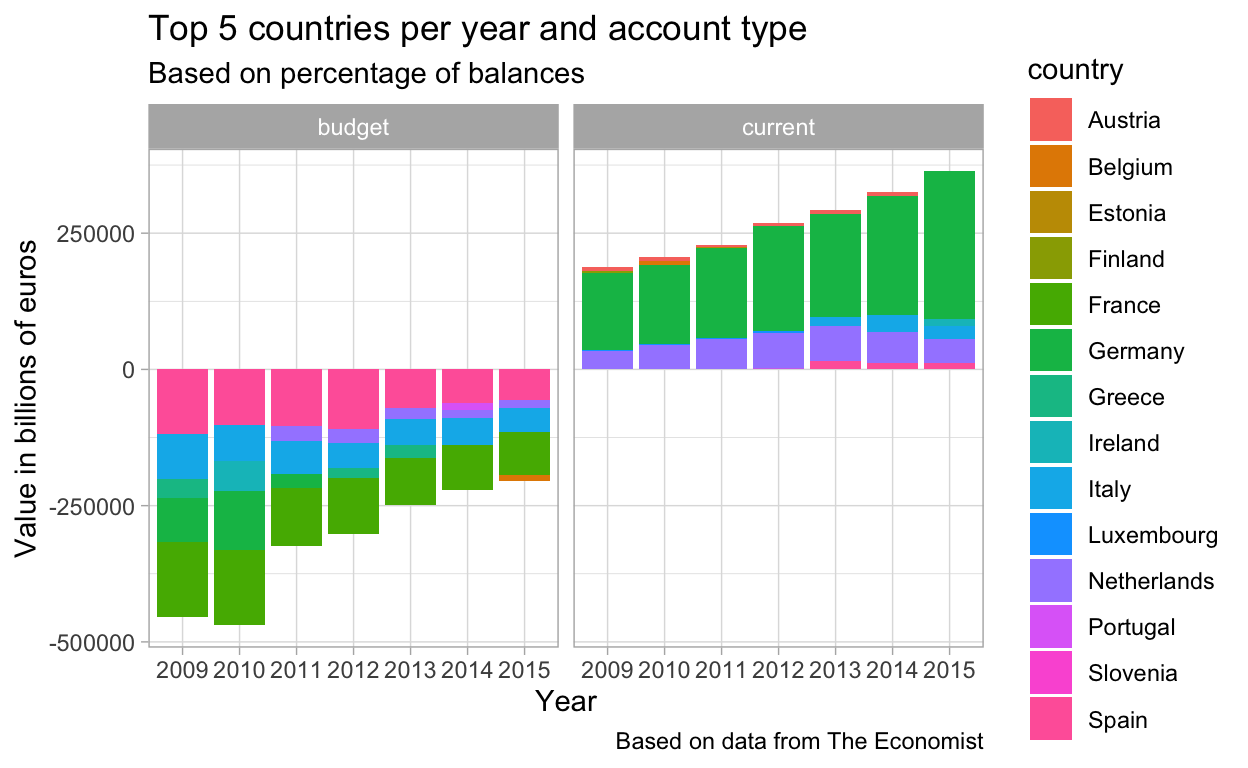 Top 5 countries per year and account type
Based on percentage of balances
budget
current
Value in billions of euros
250000
0
-250000
-500000
2009 2010 2011 2012 2013 2014 2015
2009 2010 2011 2012 2013 2014 2015
Year
Based on data from The Economist
country
Austria
Belgium
Estonia
Finland
France
Germany
Greece
Ireland
Italy
Luxembourg
Netherlands
Portugal
Slovenia
Spain